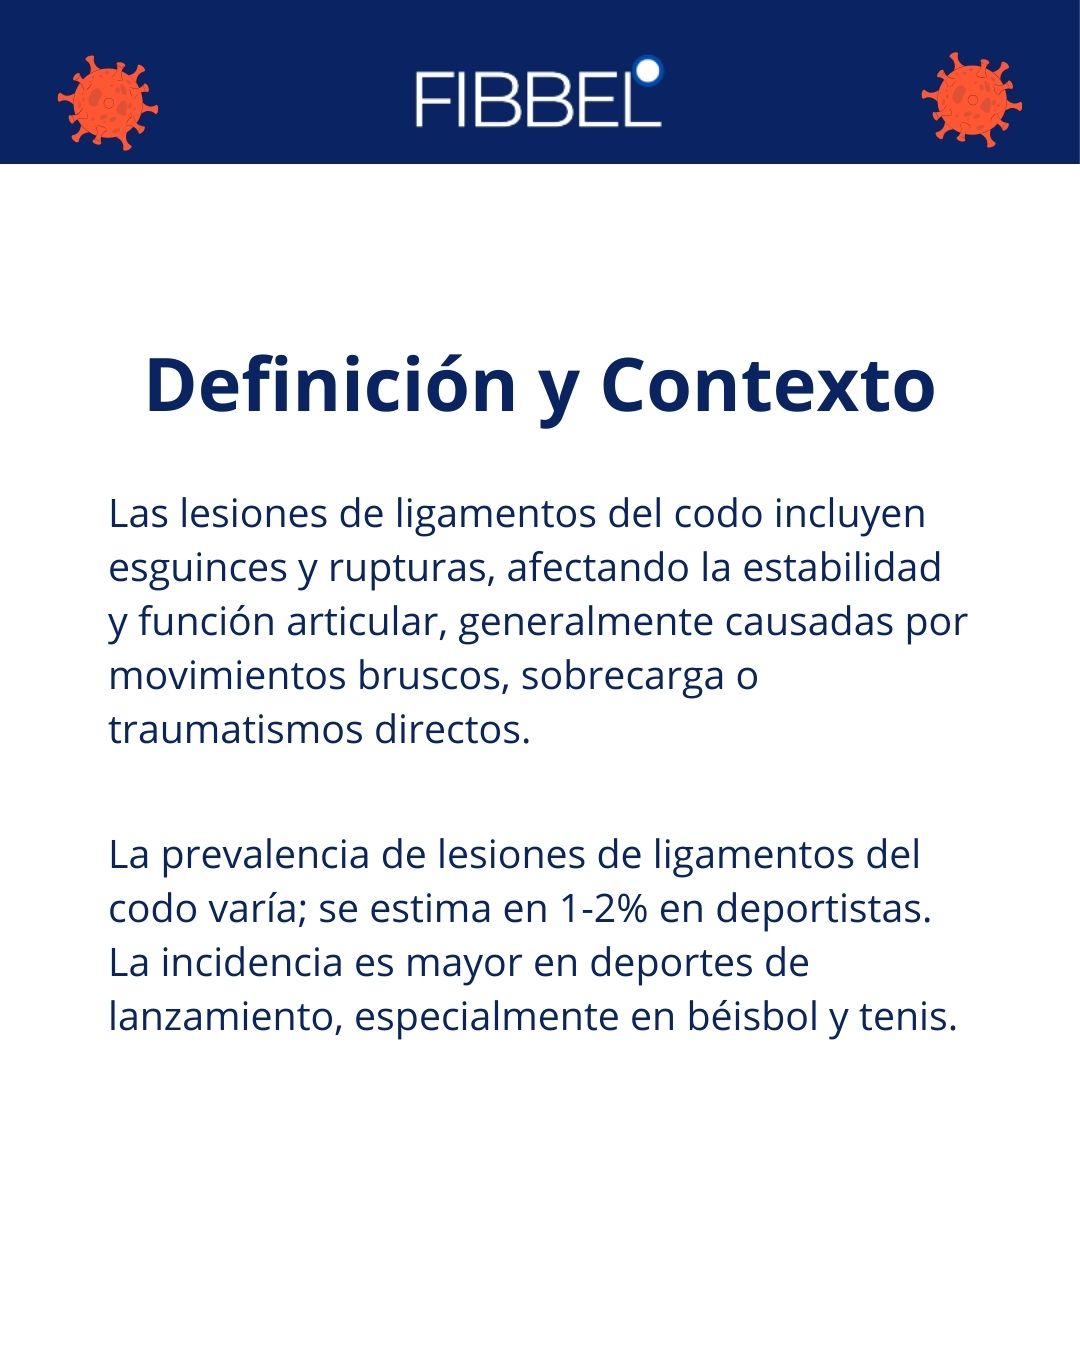 FIBBEL
Definición y Contexto
Las lesiones de ligamentos del codo incluyen
esguinces y rupturas, afectando la estabilidad
y función articular, generalmente causadas por
movimientos bruscos, sobrecarga o
traumatismos directos.
La prevalencia de lesiones de ligamentos del
codo varía; se estima en 1-2% en deportistas.
La incidencia es mayor en deportes de
lanzamiento, especialmente en béisbol y tenis.